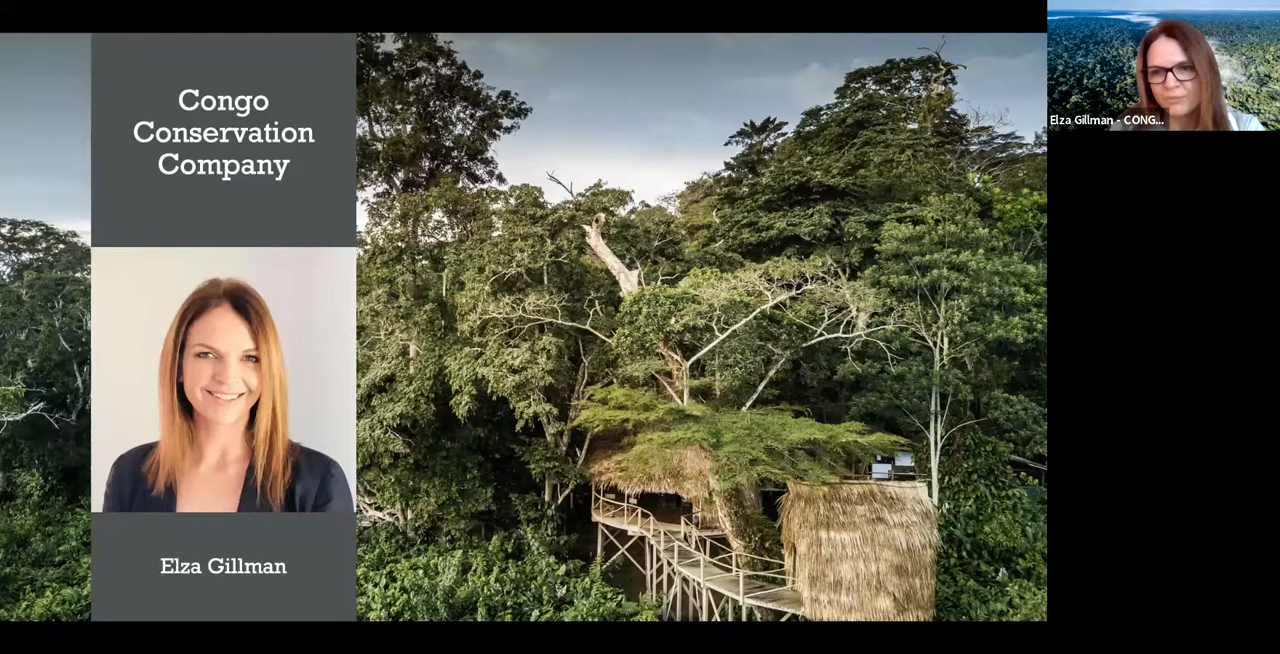 Congo
Conservation
Company
Elza Gillman
Elza Gillman - CONG...